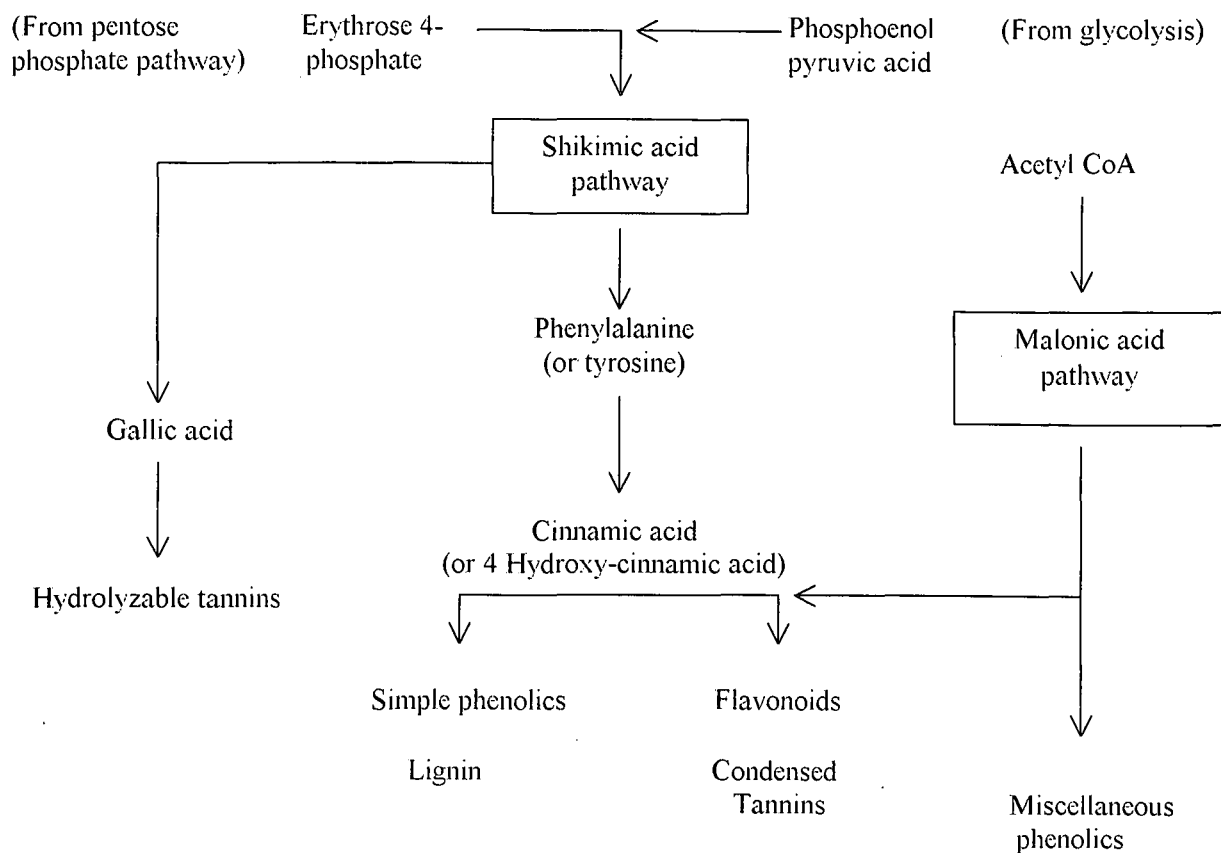 (From pentose
phosphate pathway)
Erythrose 4-
phosphate
Phosphoenol
pyruvic acid
(From glycolysis)
Shikimic acid
pathway
Acetyl CoA
Phenylalanine
(or tyrosine)
Malonic acid
pathway
Gallic acid
Cinnamic acid
(or 4 Hydroxy-cinnamic acid)
Hydrolyzable tannins
Simple phenolics
Flavonoids
Lignin
Condensed
Tannins
Miscellaneous
phenolics